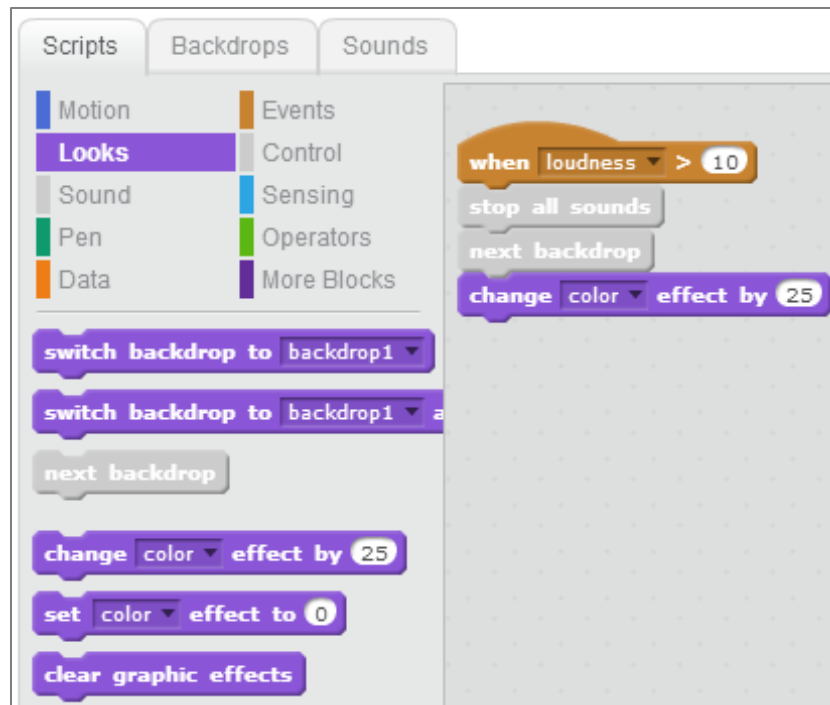 Scripts Backdrops Sounds
Motion Events
Looks Control
Sound Sensing
Pen Operators
Data More Blocks
switch backdrop to backdrop1
switch backdrop to backdrop1 a
next backdrop
change color effect by 25
set color effect to 0
clear graphic effects
when loudness > 10
stop all sounds
next backdrop
change color effect by 25